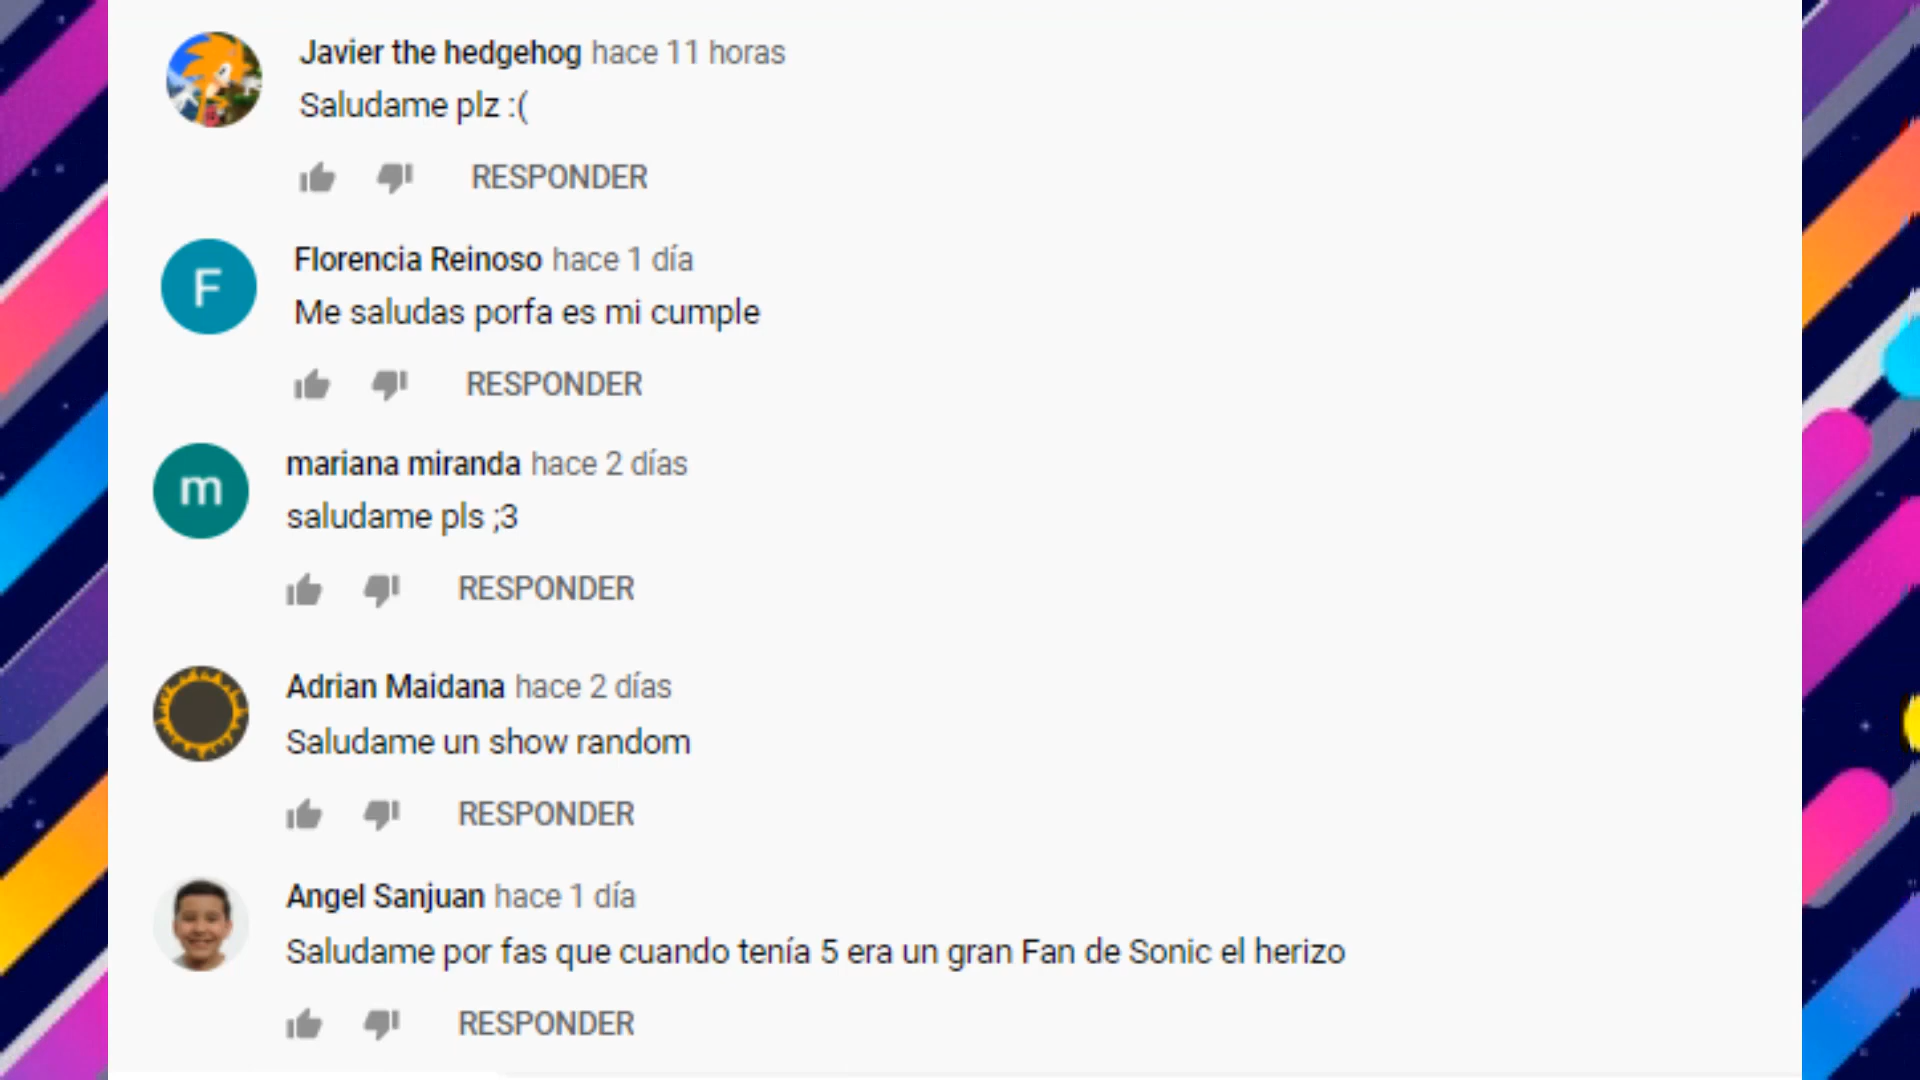 Javier the hedgehog hace 11 horas
Saludame plz :(
RESPONDER
F
Florencia Reinoso hace 1 día
Me saludas porfa es mi cumple
RESPONDER
m
mariana miranda hace 2 días
saludame pls ;3
RESPONDER
Adrian Maidana hace 2 días
Saludame un show random
RESPONDER
Angel Sanjuan hace 1 día
Saludame por fas que cuando tenía 5 era un gran Fan de Sonic el herizo
RESPONDER